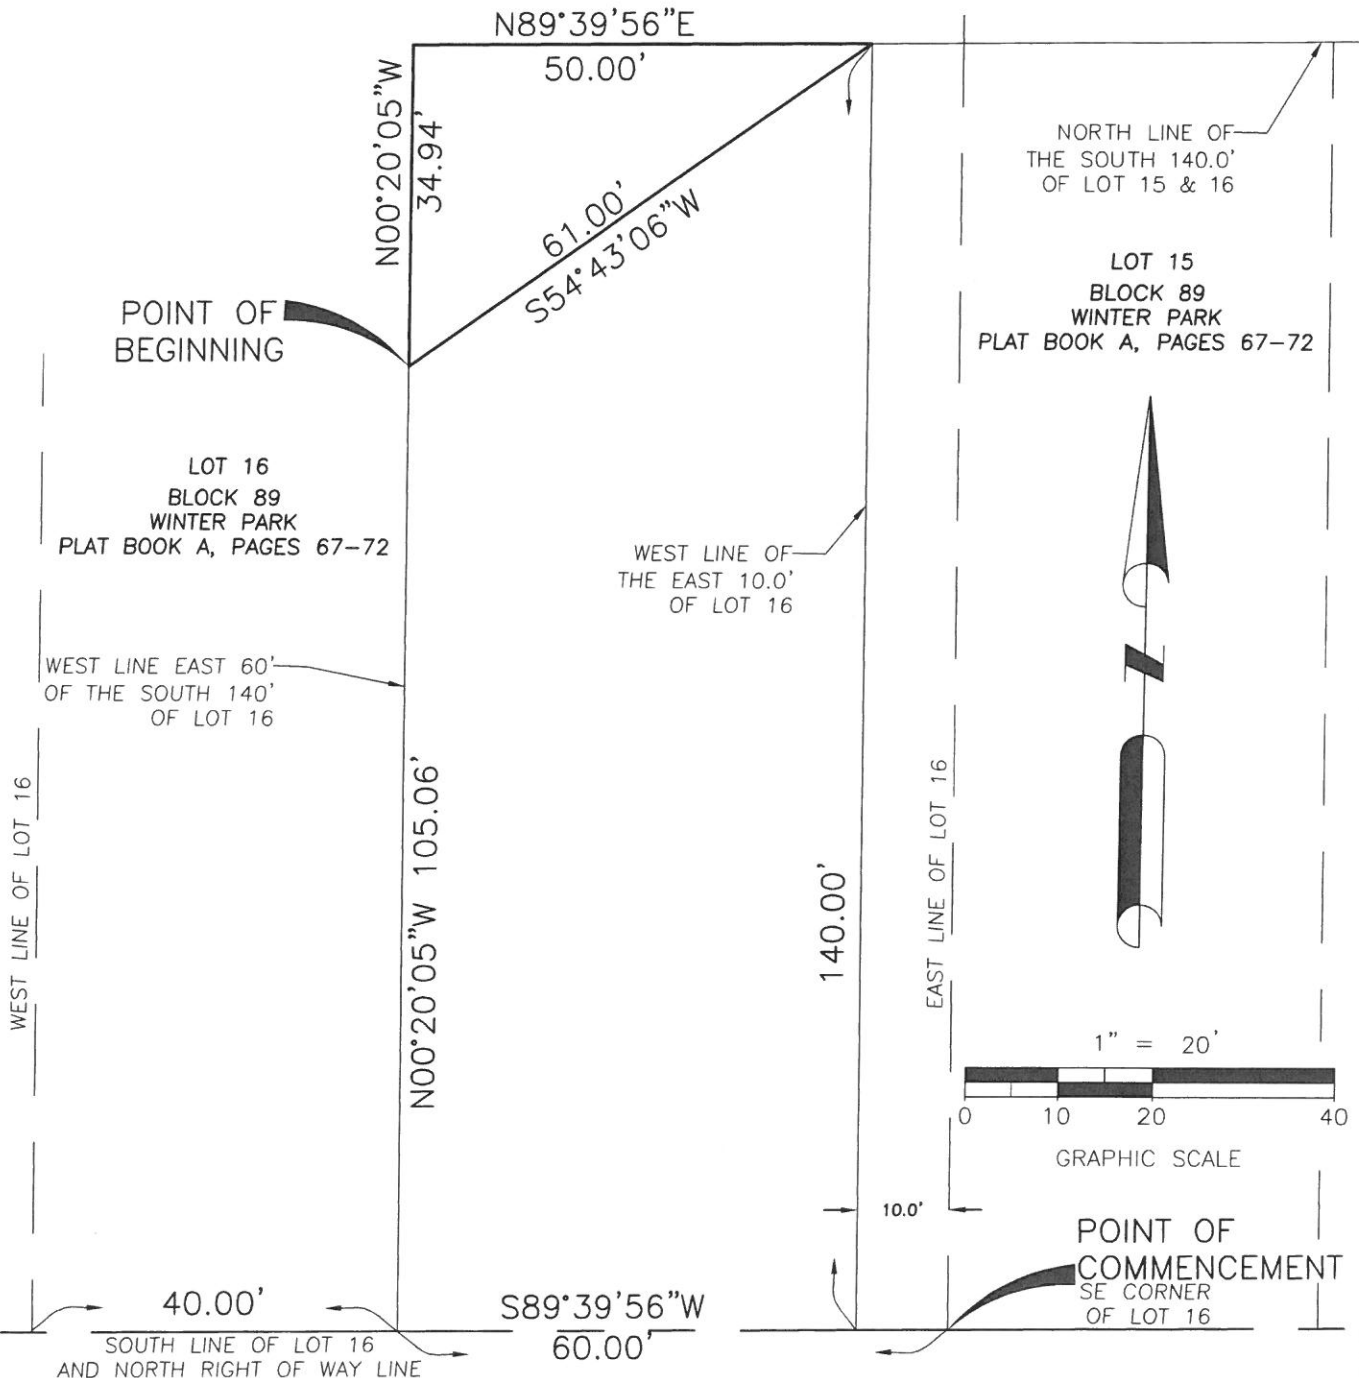 N89°39'56"E
50.00'
N00°20'05"W
34.94'
61.00'
S54°43'06"W
NORTH LINE OF
THE SOUTH 140.0'
OF LOT 15 & 16
LOT 15
BLOCK 89
WINTER PARK
PLAT BOOK A, PAGES 67-72
POINT OF
BEGINNING
LOT 16
BLOCK 89
WINTER PARK
PLAT BOOK A, PAGES 67-72
WEST LINE OF
THE EAST 10.0'
OF LOT 16
WEST LINE EAST 60'
OF THE SOUTH 140'
OF LOT 16
N
WEST LINE OF LOT 16
N00°20'05"W 105.06'
140.00'
EAST LINE OF LOT 16
1" = 20'
0 10 20 40
GRAPHIC SCALE
10.0'
POINT OF
COMMENCEMENT
SE CORNER
OF LOT 16
40.00'
S89°39'56"W
60.00'
SOUTH LINE OF LOT 16
AND NORTH RIGHT OF WAY LINE